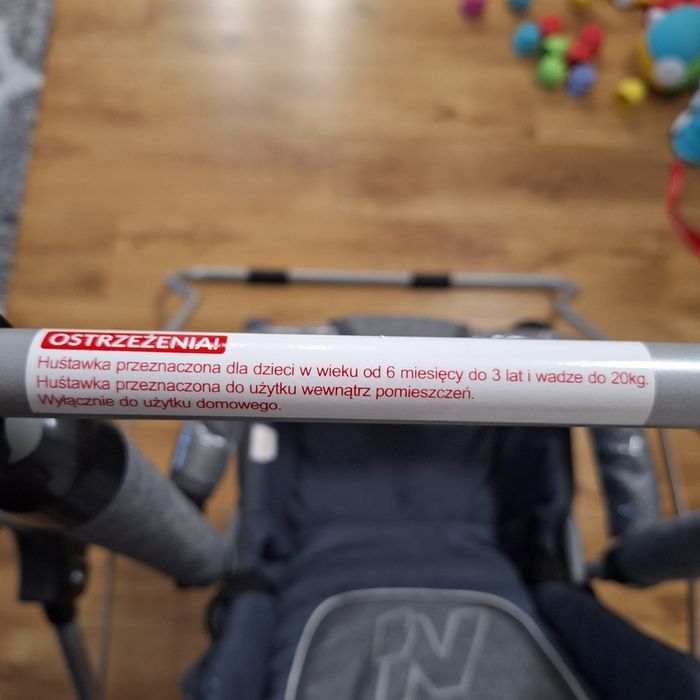 OSTRZEŻENIA!
Huśtawka przeznaczona dla dzieci w wieku od 6 miesięcy do 3 lat i wadze do 20kg.
Huśtawka przeznaczona do użytku wewnątrz pomieszczeń.
Wyłącznie do użytku domowego.
N